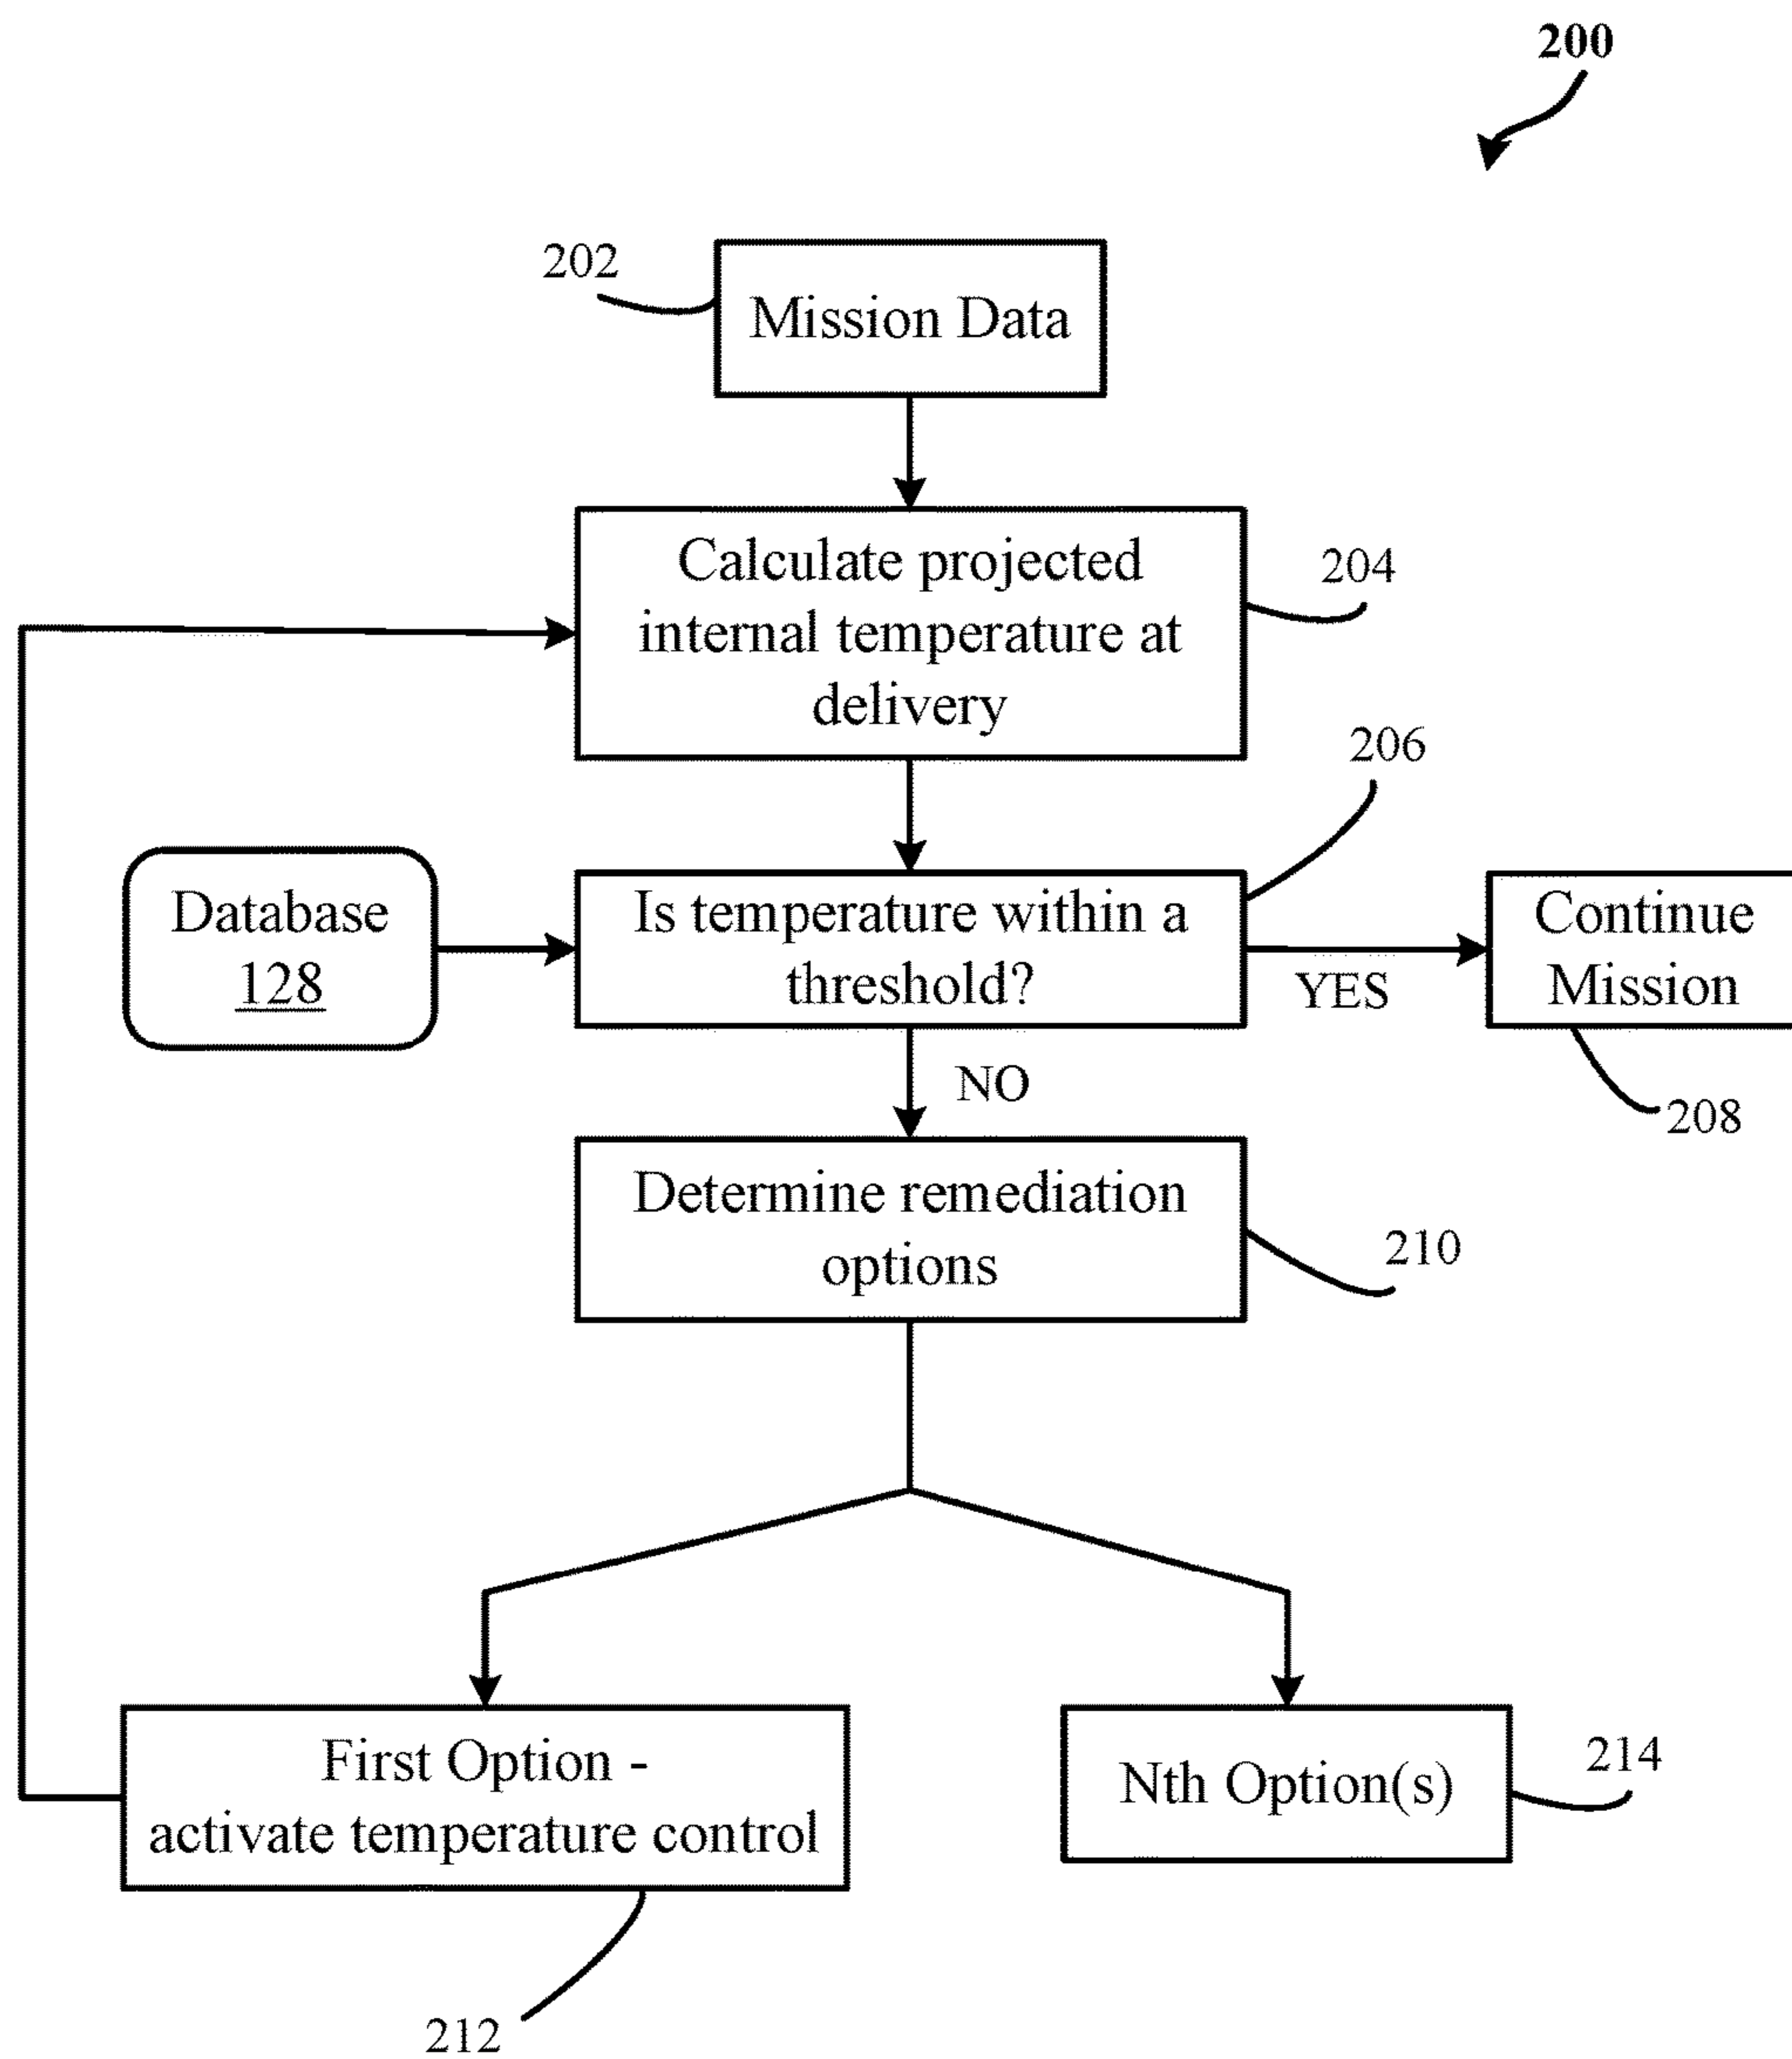 200
202
Mission Data
Calculate projected
internal temperature at
delivery
204
206
Database
128
Is temperature within a
threshold?
YES
Continue
Mission
208
NO
Determine remediation
options
210
First Option -
activate temperature control
212
Nth Option(s)
214